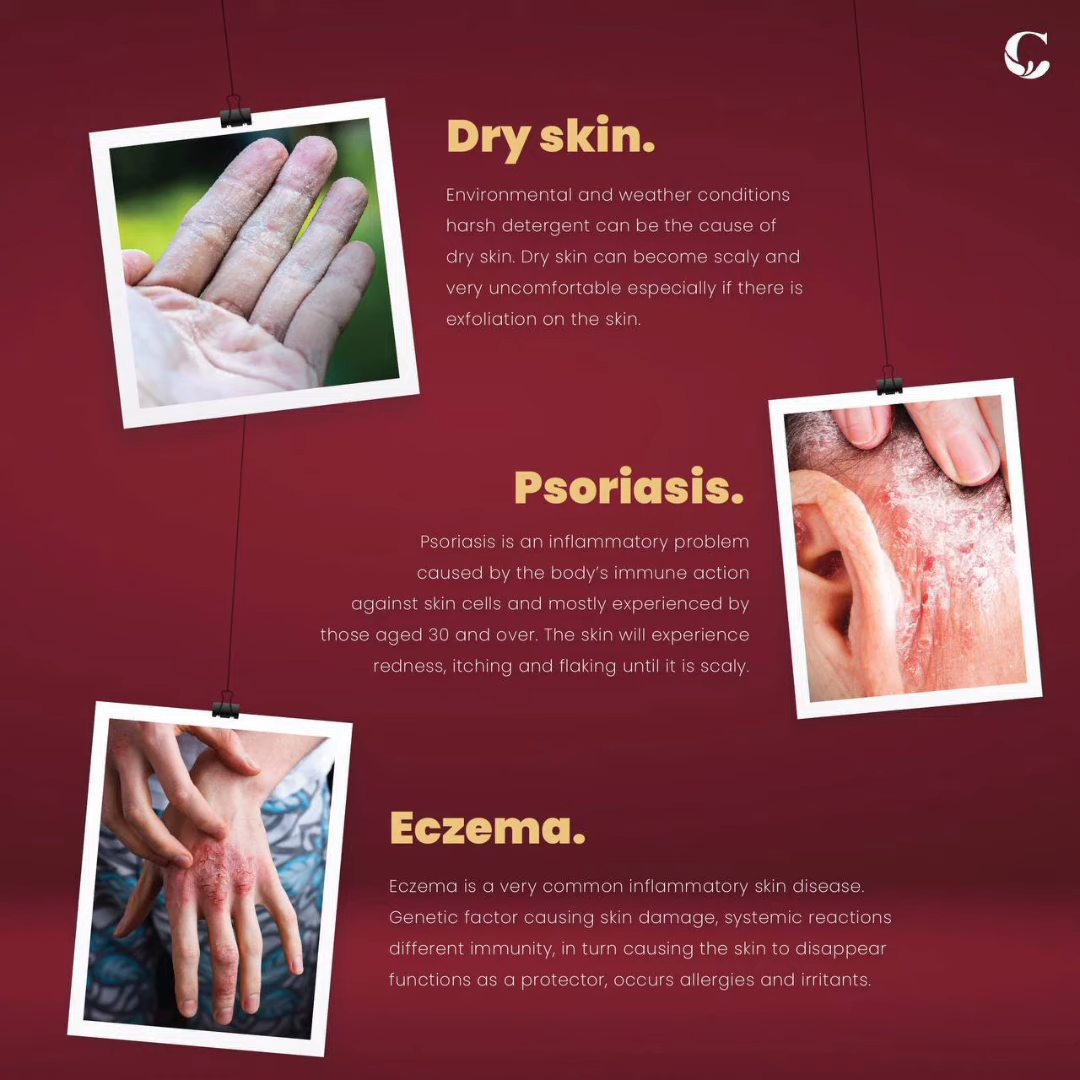 Dry skin.
Environmental and weather conditions
harsh detergent can be the cause of
dry skin. Dry skin can become scaly and
very uncomfortable especially if there is
exfoliation on the skin.
Psoriasis.
Psoriasis is an inflammatory problem
caused by the body's immune action
against skin cells and mostly experienced by
those aged 30 and over. The skin will experience
redness, itching and flaking until it is scaly.
Eczema.
Eczema is a very common inflammatory skin disease.
Genetic factor causing skin damage, systemic reactions
different immunity, in turn causing the skin to disappear
functions as a protector, occurs allergies and irritants.